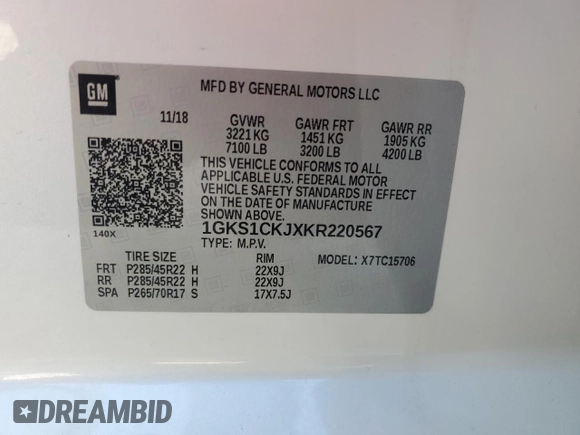 GM
MFD BY GENERAL MOTORS LLC
11/18 GVWR GAWR FRT GAWR RR
3221 KG 1451 KG 1905 KG
7100 LB 3200 LB 4200 LB
THIS VEHICLE CONFORMS TO ALL
APPLICABLE U.S. FEDERAL MOTOR
VEHICLE SAFETY STANDARDS IN EFFECT
ON THE DATE OF MANUFACTURE
SHOWN ABOVE.
140X
1GKS1CKJXKR220567
TYPE: M.P.V.
TIRE SIZE RIM MODEL: X7TC15706
FRT P285/45R22 H 22X9J
RR P285/45R22 H 22X9J
SPA P265/70R17 S 17X7.5J
DREAMBID